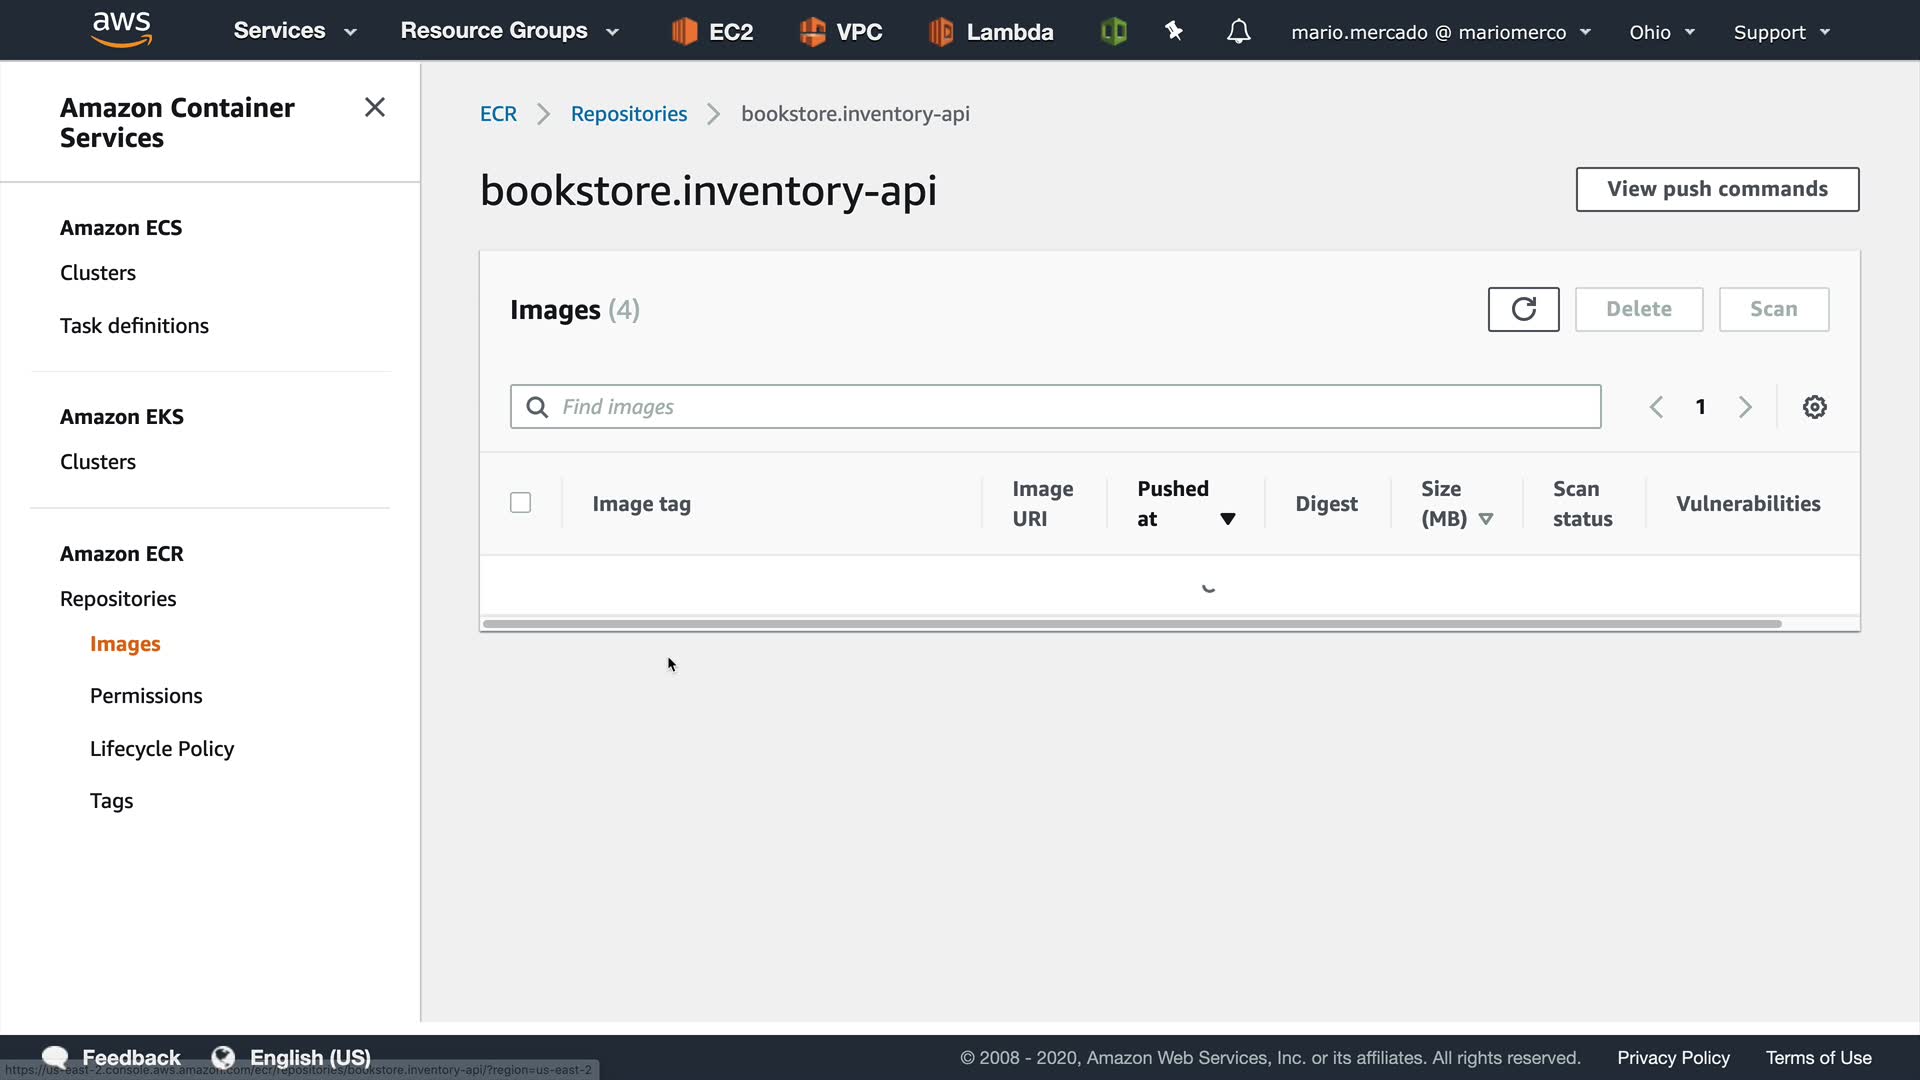 aws
Services
Resource Groups
EC2
VPC
Lambda
mario.mercado @ mariomerco
Ohio
Support
Amazon Container
Services
Amazon ECS
Clusters
Task definitions
Amazon EKS
Clusters
Amazon ECR
Repositories
Images
Permissions
Lifecycle Policy
Tags
ECR
Repositories
bookstore.inventory-api
bookstore.inventory-api
View push commands
Images (4)
Delete
Scan
Find images
1
Image tag
Image
URI
Pushed
at
Digest
Size
(MB)
Scan
status
Vulnerabilities
Feedback
English (US)
© 2008 - 2020, Amazon Web Services, Inc. or its affiliates. All rights reserved.
Privacy Policy
Terms of Use
https://us-east-2.console.aws.amazon.com/ecr/repositories/bookstore.inventory-api/?region=us-east-2